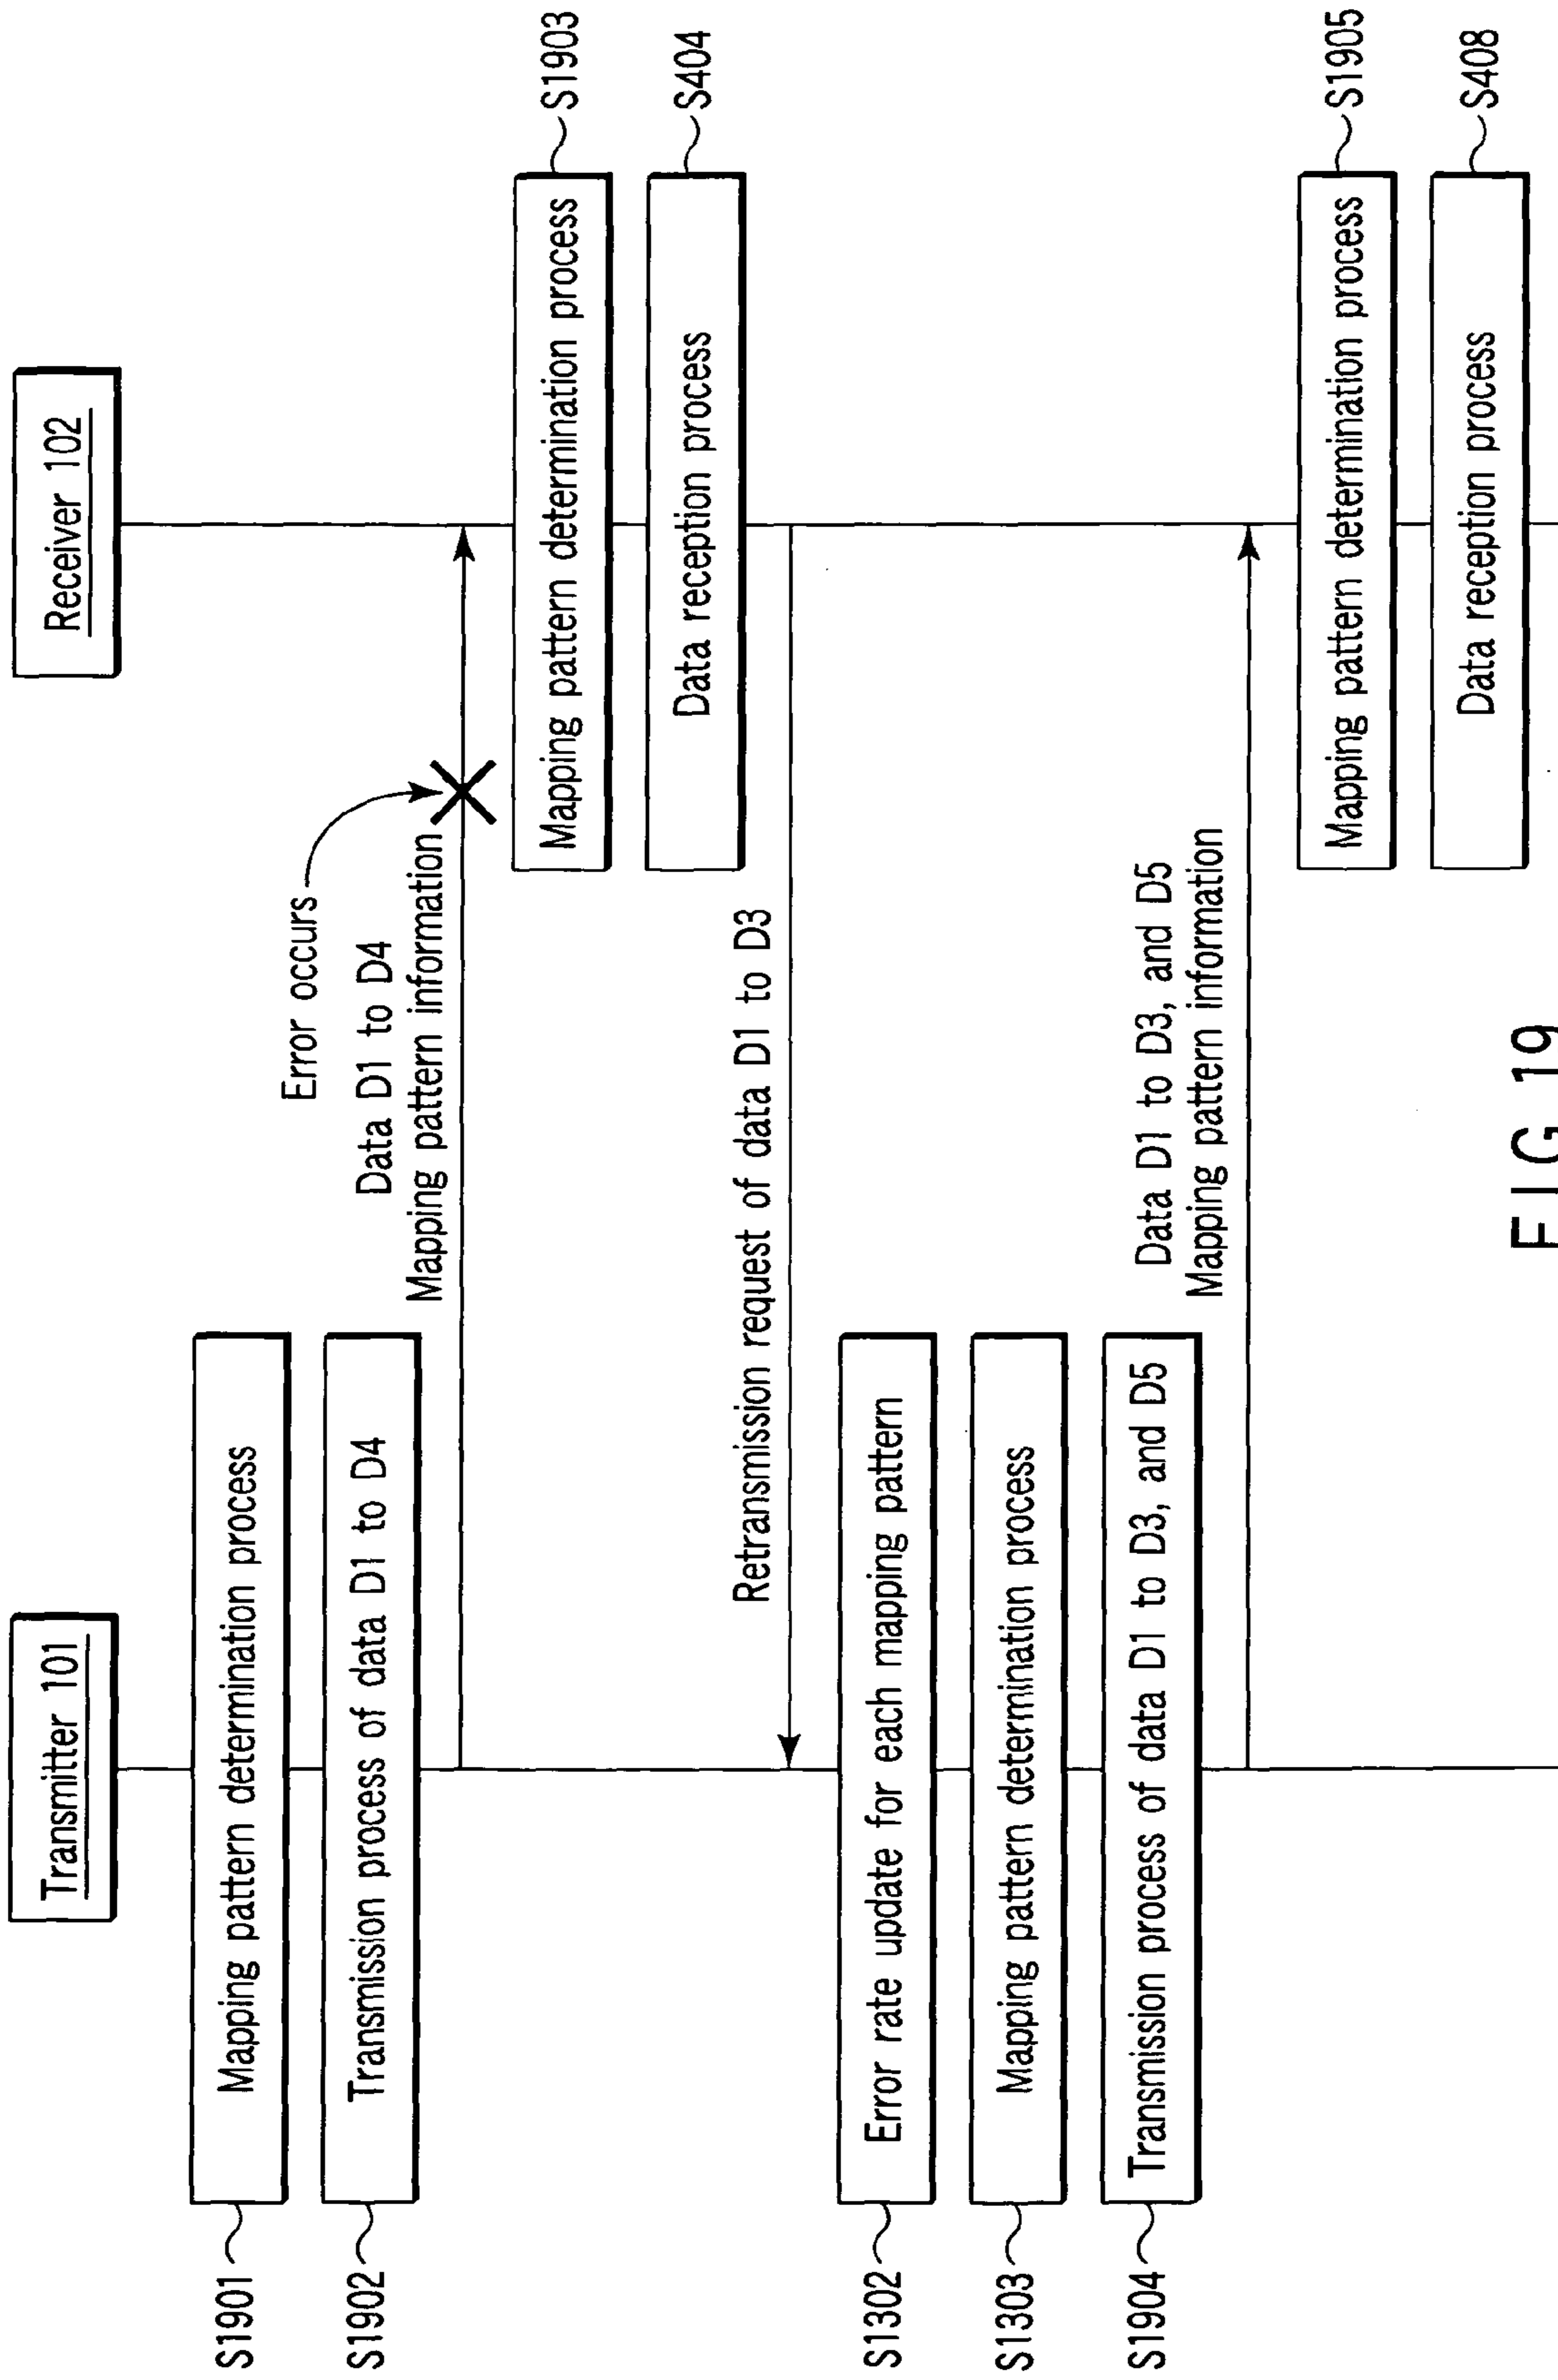 Transmitter 101
Receiver 102
S1901
Mapping pattern determination process
S1902
Transmission process of data D1 to D4
Error occurs
Data D1 to D4
Mapping pattern information
Mapping pattern determination process
S1903
Data reception process
S404
Retransmission request of data D1 to D3
S1302
Error rate update for each mapping pattern
S1303
Mapping pattern determination process
S1904
Transmission process of data D1 to D3, and D5
Data D1 to D3, and D5
Mapping pattern information
Mapping pattern determination process
S1905
Data reception process
S408
FIG. 19